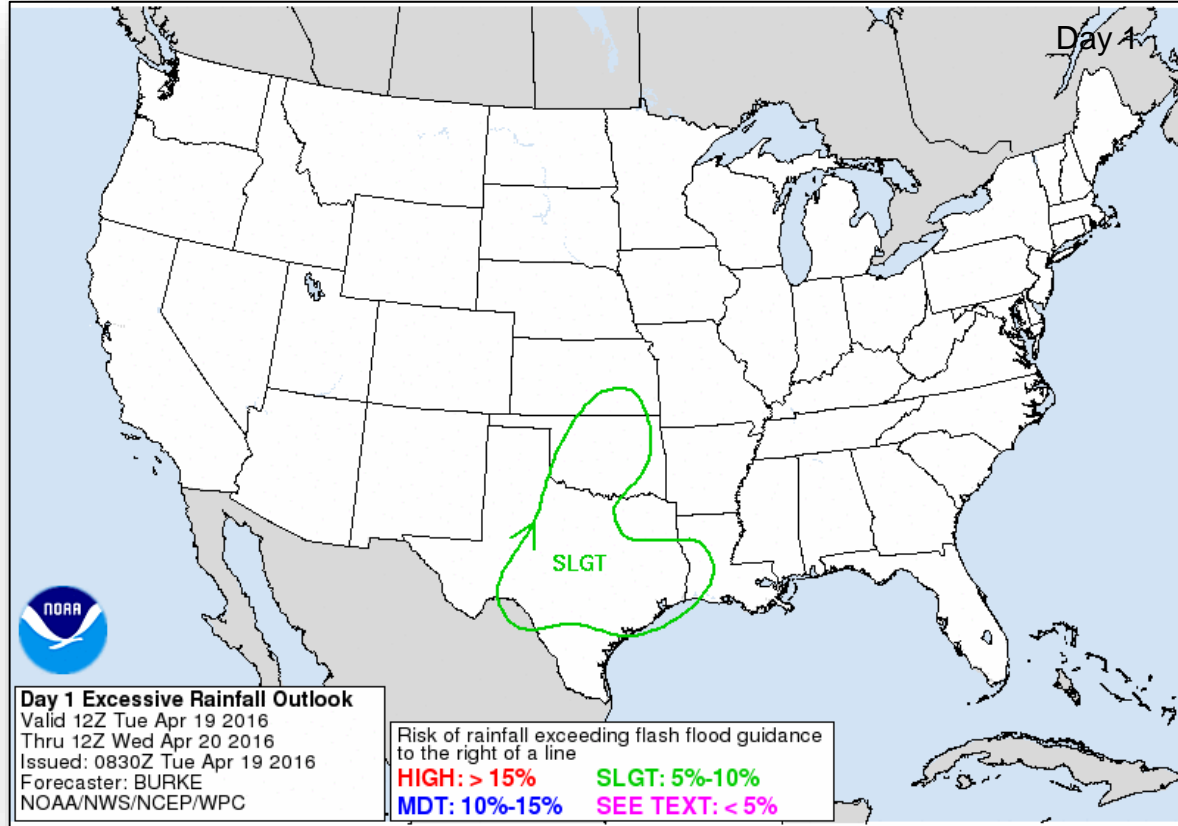 Day 1
SLGT
NOAA
Day 1 Excessive Rainfall Outlook
Valid 12Z Tue Apr 19 2016
Thru 12Z Wed Apr 20 2016
Issued: 0830Z Tue Apr 19 2016
Forecaster: BURKE
NOAA/NWS/NCEP/WPC
Risk of rainfall exceeding flash flood guidance
to the right of a line
HIGH: > 15% SLGT: 5%-10%
MDT: 10%-15% SEE TEXT: < 5%